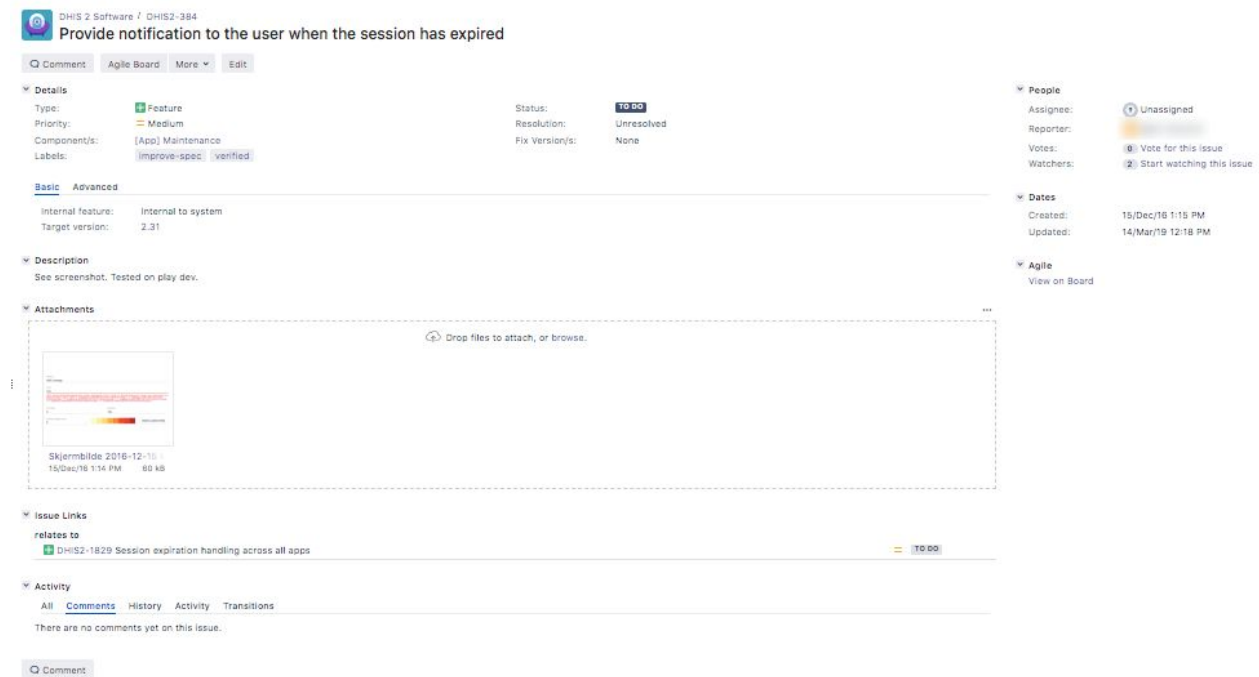 DHIS 2 Software / DHIS2-384
Provide notification to the user when the session has expired
Comment Agile Board More Edit
Details
Type: Feature
Priority: Medium
Component/s: [App] Maintenance
Labels: improve-spec verified
Status: TO DO
Resolution: Unresolved
Fix Version/s: None
Basic Advanced
Internal feature: Internal to system
Target version: 2.31
Description
See screenshot. Tested on play dev.
Attachments
Drop files to attach, or browse.
Skjermbilde 2016-12-15
15/Dec/16 1:14 PM 60 kB
Issue Links
relates to
DHIS2-1829 Session expiration handling across all apps TO DO
Activity
All Comments History Activity Transitions
There are no comments yet on this issue.
Comment
People
Assignee: Unassigned
Reporter:
Votes: 0 Vote for this issue
Watchers: 2 Start watching this issue
Dates
Created: 15/Dec/16 1:15 PM
Updated: 14/Mar/19 12:18 PM
Agile
View on Board